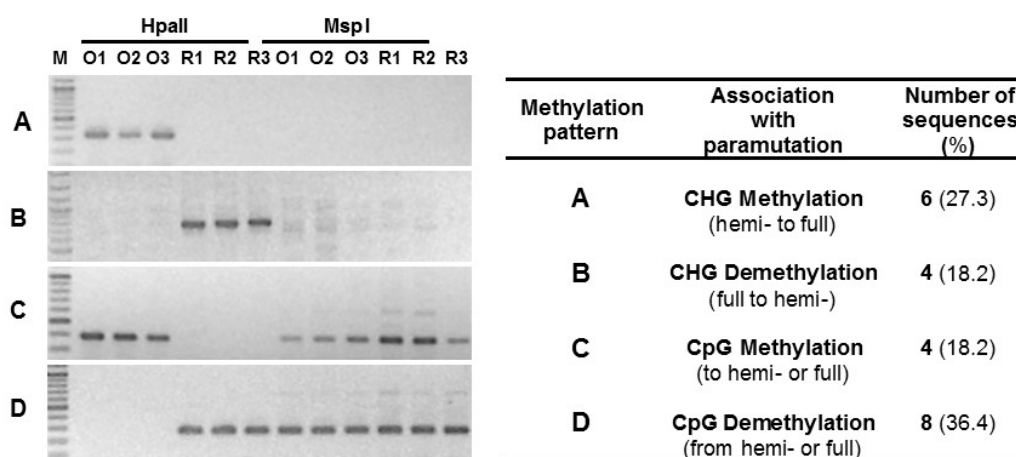 HpaII MspI
M O1 O2 O3 R1 R2 R3 O1 O2 O3 R1 R2 R3
A
B
C
D
Methylation pattern
Association with paramutation
Number of sequences (%)
A CHG Methylation 6 (27.3)
(hemi- to full)
B CHG Demethylation 4 (18.2)
(full to hemi-)
C CpG Methylation 4 (18.2)
(to hemi- or full)
D CpG Demethylation 8 (36.4)
(from hemi- or full)